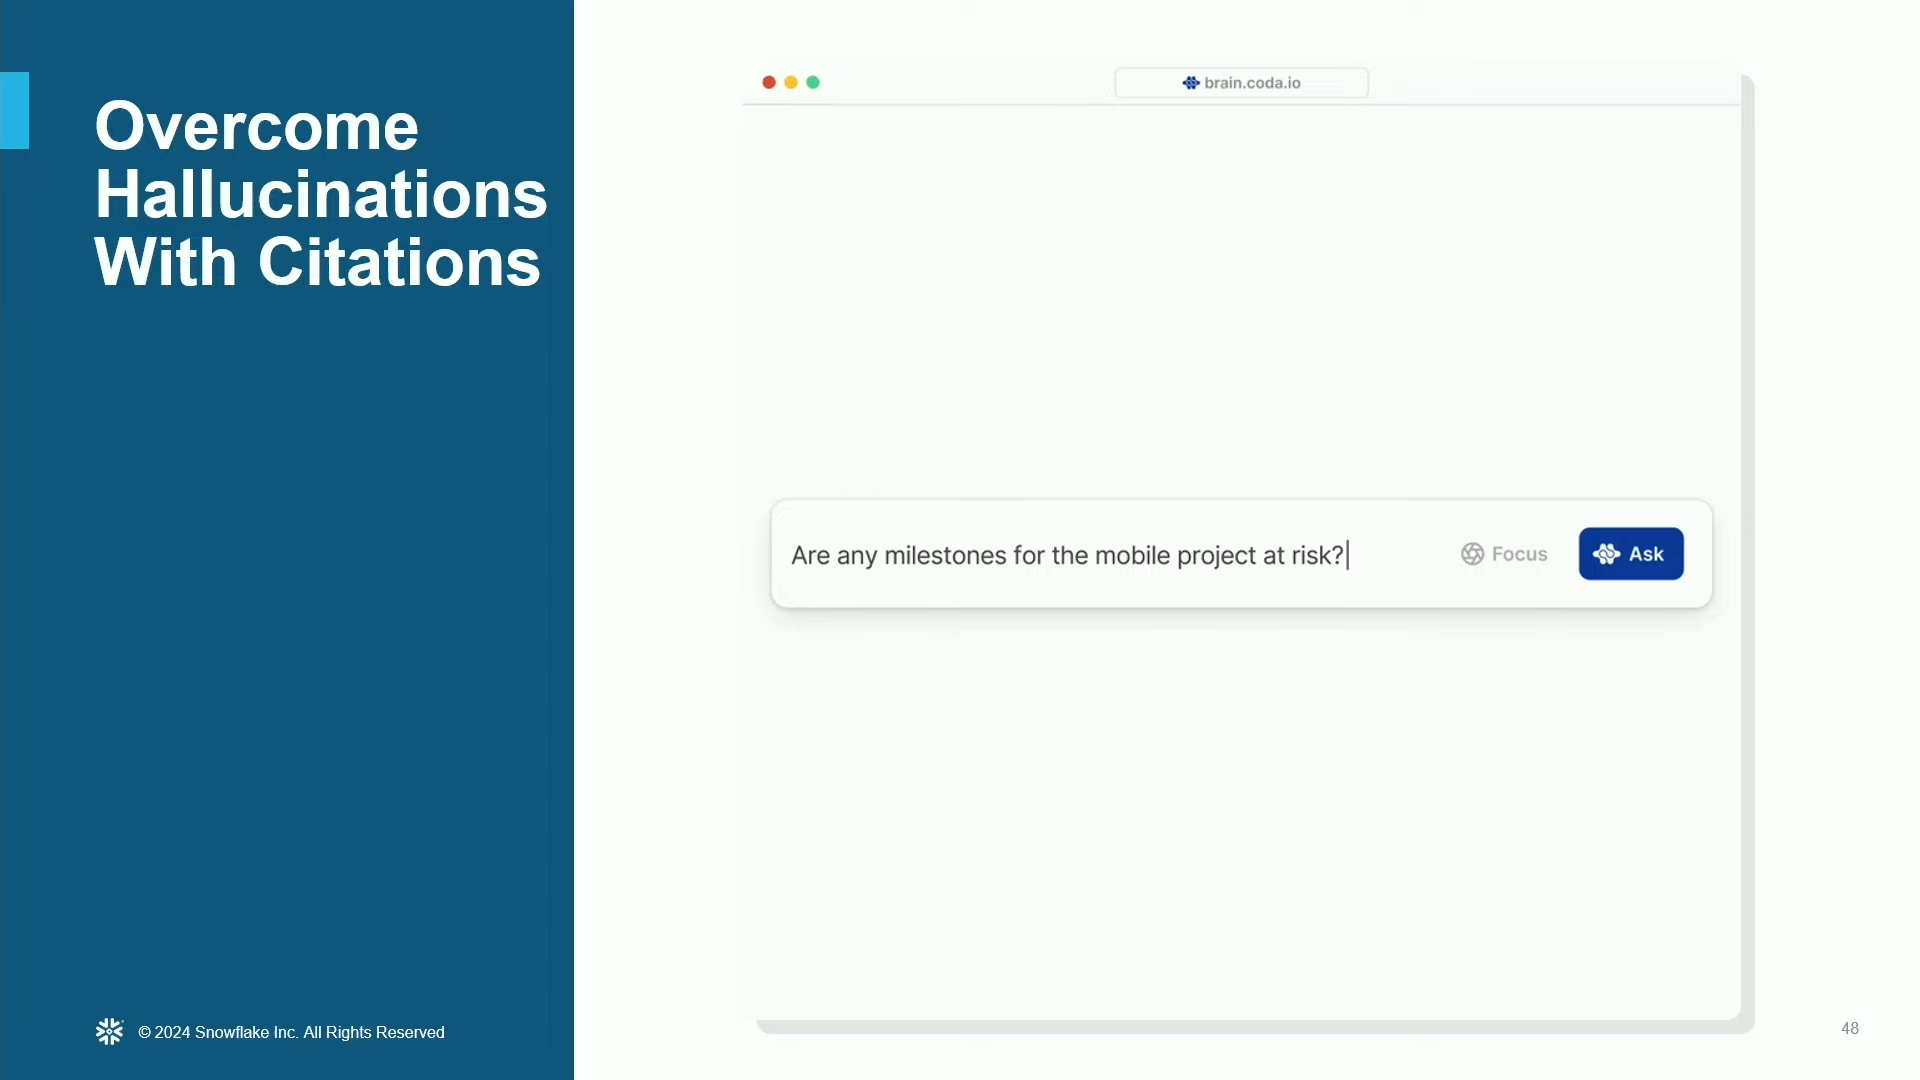 Overcome
Hallucinations
With Citations
brain.coda.io
Are any milestones for the mobile project at risk?
Focus
Ask
© 2024 Snowflake Inc. All Rights Reserved
48